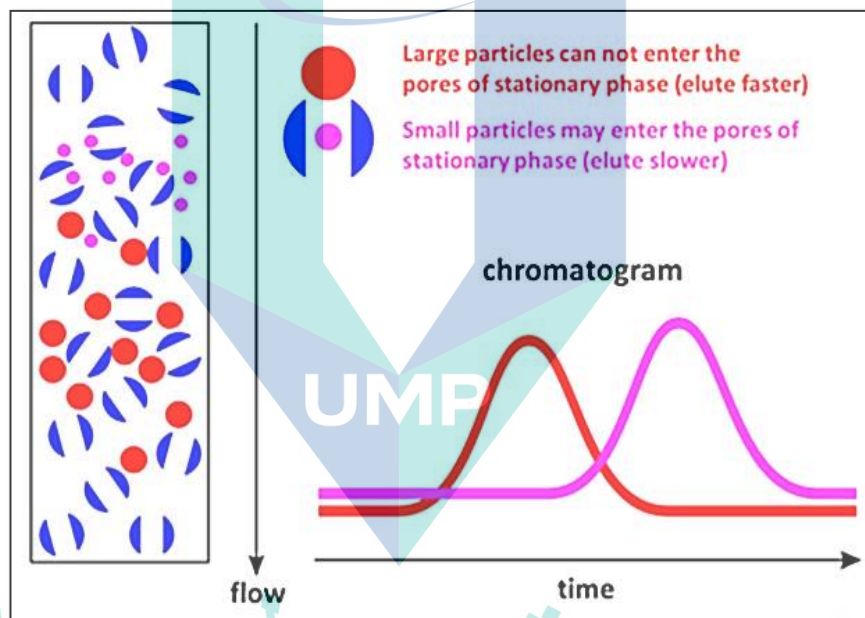 Large particles can not enter the
pores of stationary phase (elute faster)
Small particles may enter the pores of
stationary phase (elute slower)
chromatogram
UMP
flow
time